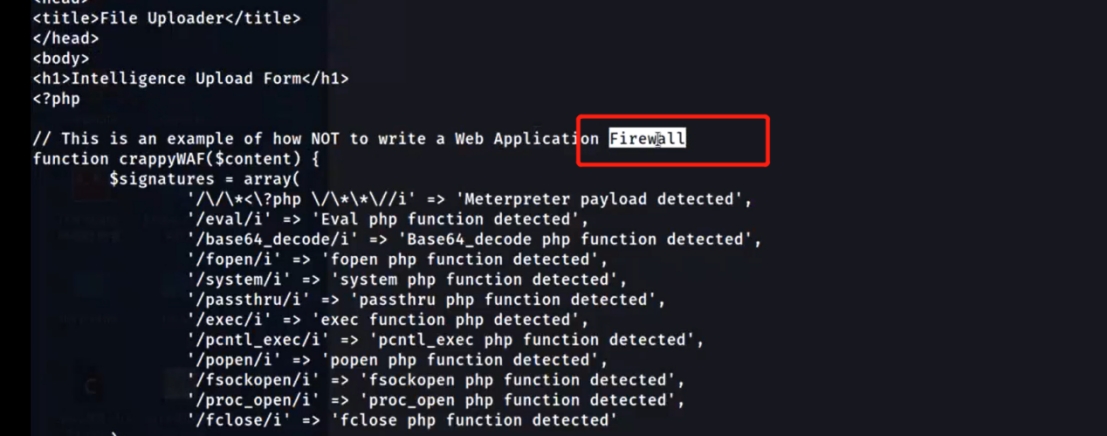 <head>
<title>File Uploader</title>
</head>
<body>
<h1>Intelligence Upload Form</h1>
<?php
// This is an example of how NOT to write a Web Application Firewall
function crappyWAF($content) {
$signatures = array(
'/\/\*<\?php \/\*\*\//i' => 'Meterpreter payload detected',
'/eval/i' => 'Eval php function detected',
'/base64_decode/i' => 'Base64_decode php function detected',
'/fopen/i' => 'fopen php function detected',
'/system/i' => 'system php function detected',
'/passthru/i' => 'passthru php function detected',
'/exec/i' => 'exec function php detected',
'/pcntl_exec/i' => 'pcntl_exec php function detected',
'/popen/i' => 'popen php function detected',
'/fsockopen/i' => 'fsockopen php function detected',
'/proc_open/i' => 'proc_open php function detected',
'/fclose/i' => 'fclose php function detected'